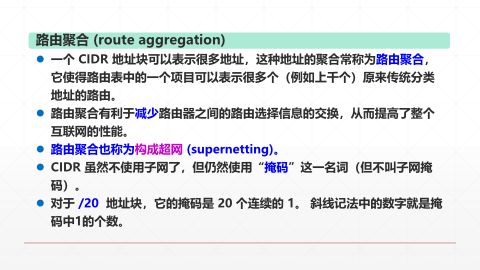 路由聚合 (route aggregation)
一个 CIDR 地址块可以表示很多地址，这种地址的聚合常称为路由聚合，
它使得路由表中的一个项目可以表示很多个（例如上千个）原来传统分类
地址的路由。
路由聚合有利于减少路由器之间的路由选择信息的交换，从而提高了整个
互联网的性能。
路由聚合也称为构成超网 (supernetting)。
CIDR 虽然不使用子网了，但仍然使用“掩码”这一名词（但不叫子网掩
码）。
对于 /20 地址块，它的掩码是 20 个连续的 1。 斜线记法中的数字就是掩
码中1的个数。